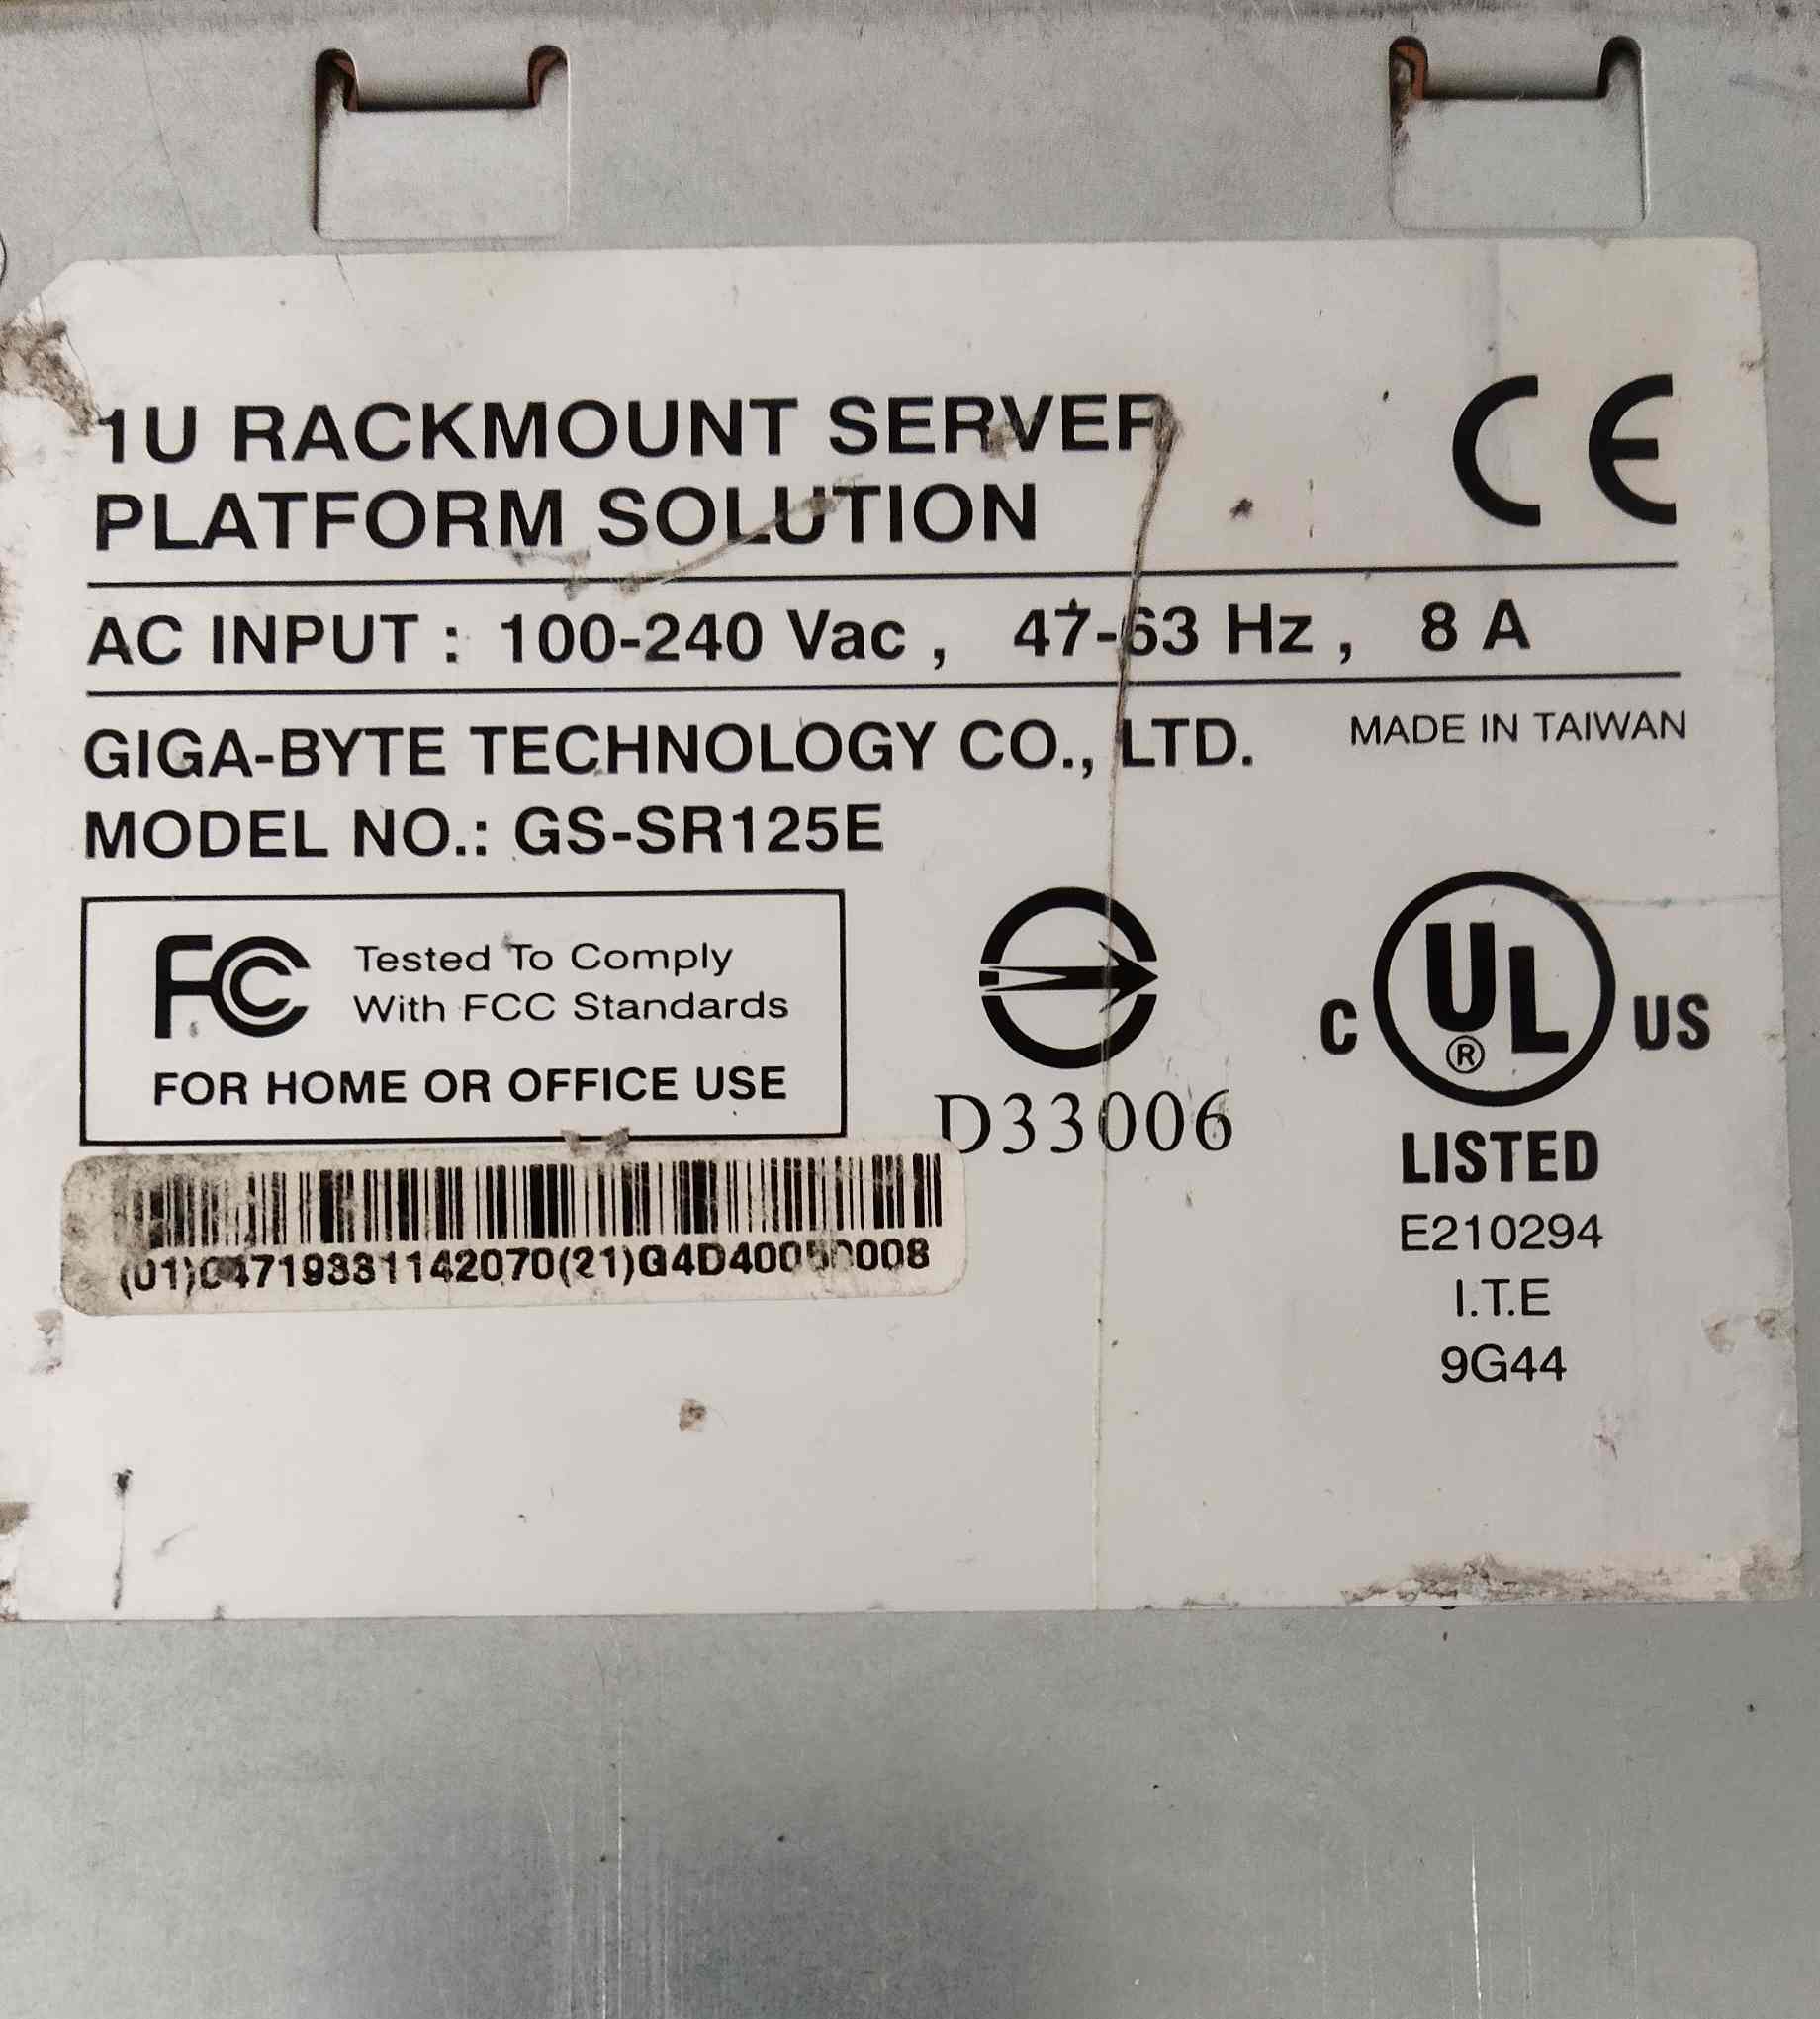 1U RACKMOUNT SERVER
PLATFORM SOLUTION
CE
AC INPUT : 100-240 Vac , 47-63 Hz , 8 A
GIGA-BYTE TECHNOLOGY CO., LTD.
MADE IN TAIWAN
MODEL NO.: GS-SR125E
FC Tested To Comply
With FCC Standards
FOR HOME OR OFFICE USE
D33006
C UL® US
LISTED
E210294
I.T.E
9G44